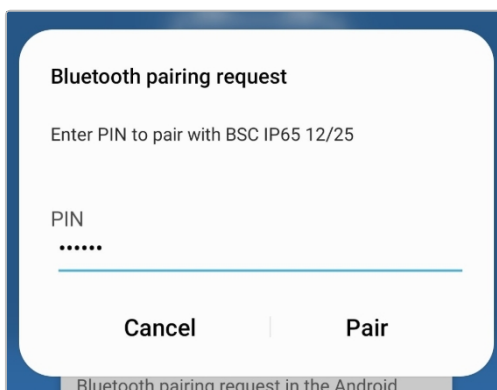 Bluetooth pairing request
Enter PIN to pair with BSC IP65 12/25
PIN
••••••
Cancel
Pair
Bluetooth pairing request in the Android